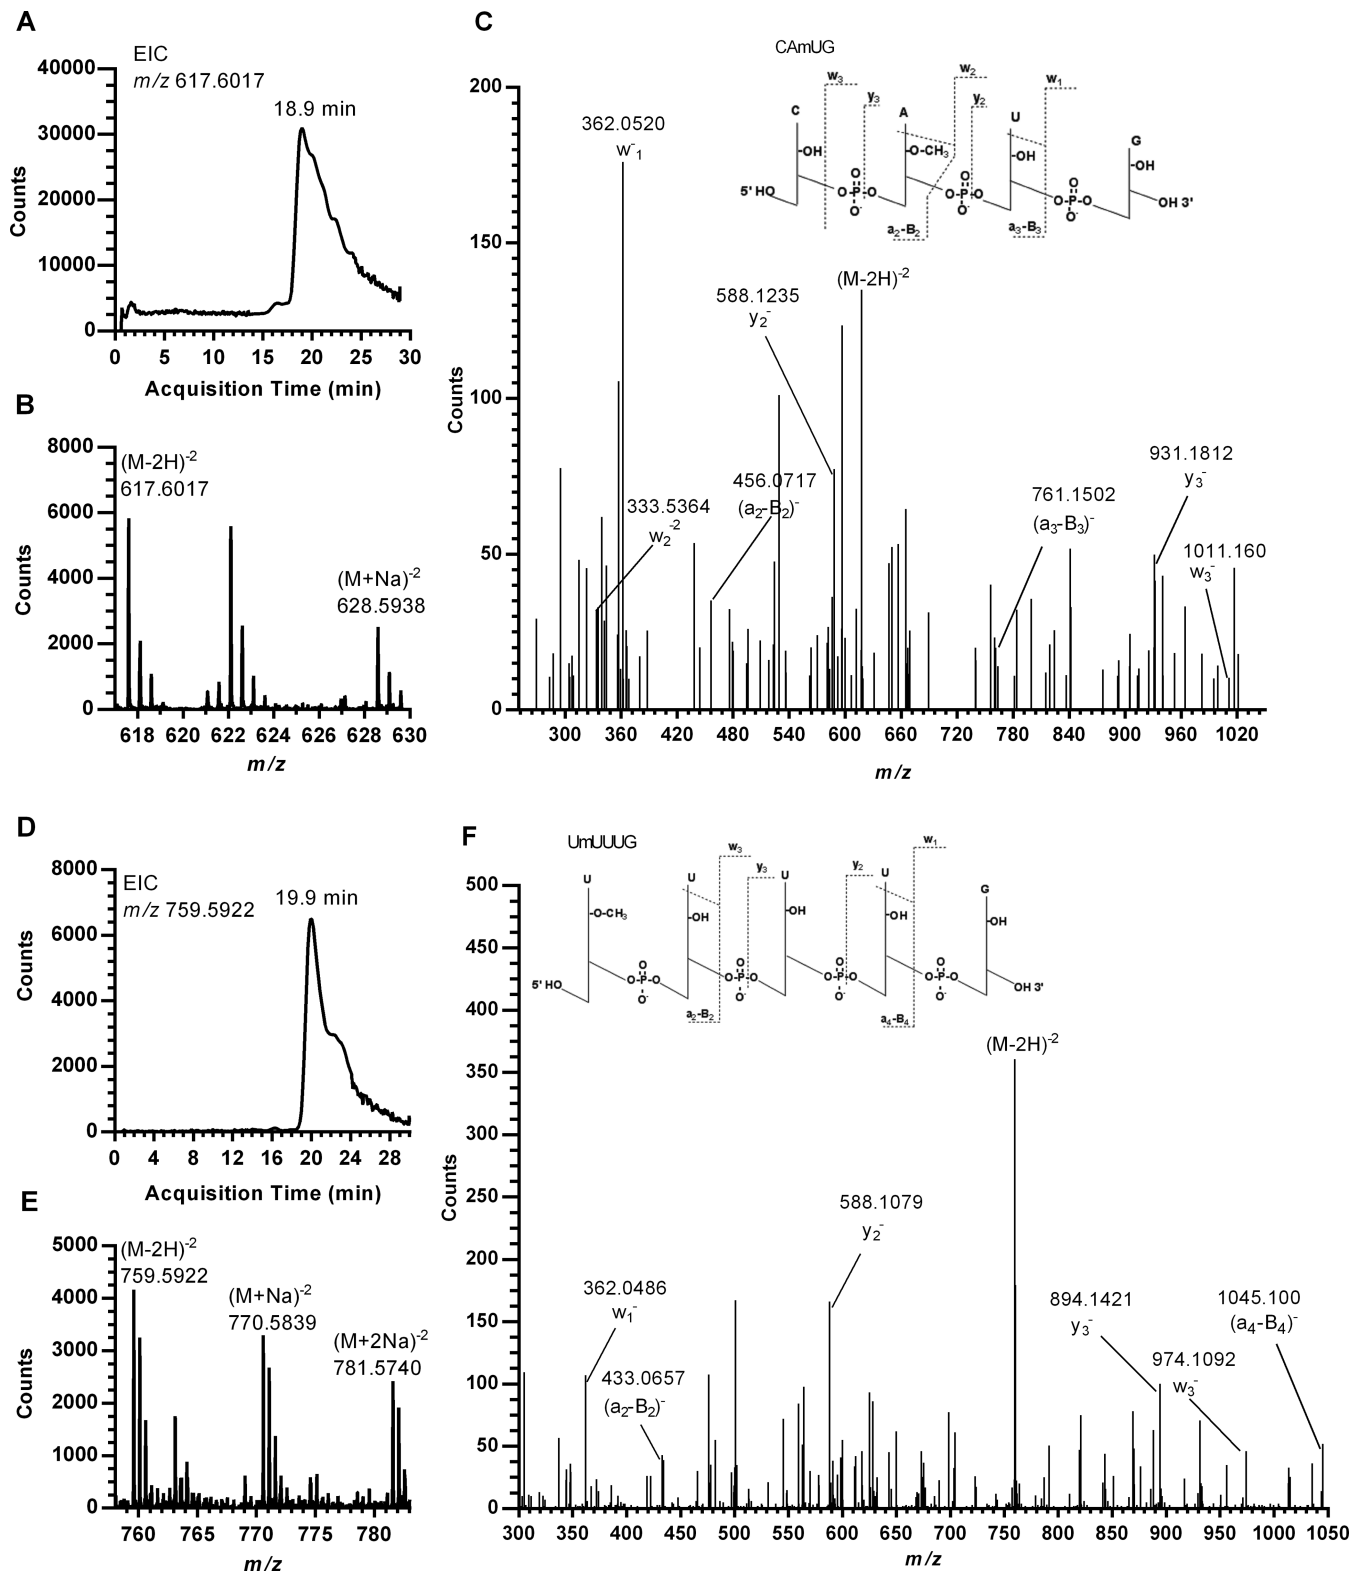 A
EIC
m/z 617.6017
18.9 min
40000
30000
20000
10000
0
Counts
0 5 10 15 20 25 30
Acquisition Time (min)
B
(M-2H)⁻²
617.6017
(M+Na)⁻²
628.5938
8000
6000
4000
2000
0
Counts
618 620 622 624 626 628 630
m/z
C
CAmUG
w₃ y₃ w₂ y₂ w₁
C A U G
-OH -O-CH₃ -OH -OH
5' HO O-P-O O-P-O O-P-O OH 3'
O O O
O⁻ O⁻ O⁻
a₂-B₂ a₃-B₃
200
150
100
50
0
Counts
362.0520
w⁻₁
(M-2H)⁻²
588.1235
y₂⁻
456.0717
(a₂-B₂)⁻
333.5364
w₂⁻²
761.1502
(a₃-B₃)⁻
931.1812
y₃⁻
1011.160
w₃⁻
300 360 420 480 540 600 660 720 780 840 900 960 1020
m/z
D
EIC
m/z 759.5922
19.9 min
8000
6000
4000
2000
0
Counts
0 4 8 12 16 20 24 28
Acquisition Time (min)
E
(M-2H)⁻²
759.5922
(M+Na)⁻²
770.5839
(M+2Na)⁻²
781.5740
5000
4000
3000
2000
1000
0
Counts
760 765 770 775 780
m/z
F
UmUUUG
w₃ y₃ y₂ w₁
U U U U G
-O-CH₃ -OH -OH -OH -OH
5' HO O-P-O O-P-O O-P-O O-P-O OH 3'
O O O O
O⁻ O⁻ O⁻ O⁻
a₂-B₂ a₄-B₄
500
450
400
350
300
250
200
150
100
50
0
Counts
(M-2H)⁻²
588.1079
y₂⁻
362.0486
w₁⁻
433.0657
(a₂-B₂)⁻
894.1421
y₃⁻
974.1092
w₃⁻
1045.100
(a₄-B₄)⁻
300 350 400 450 500 550 600 650 700 750 800 850 900 950 1000 1050
m/z